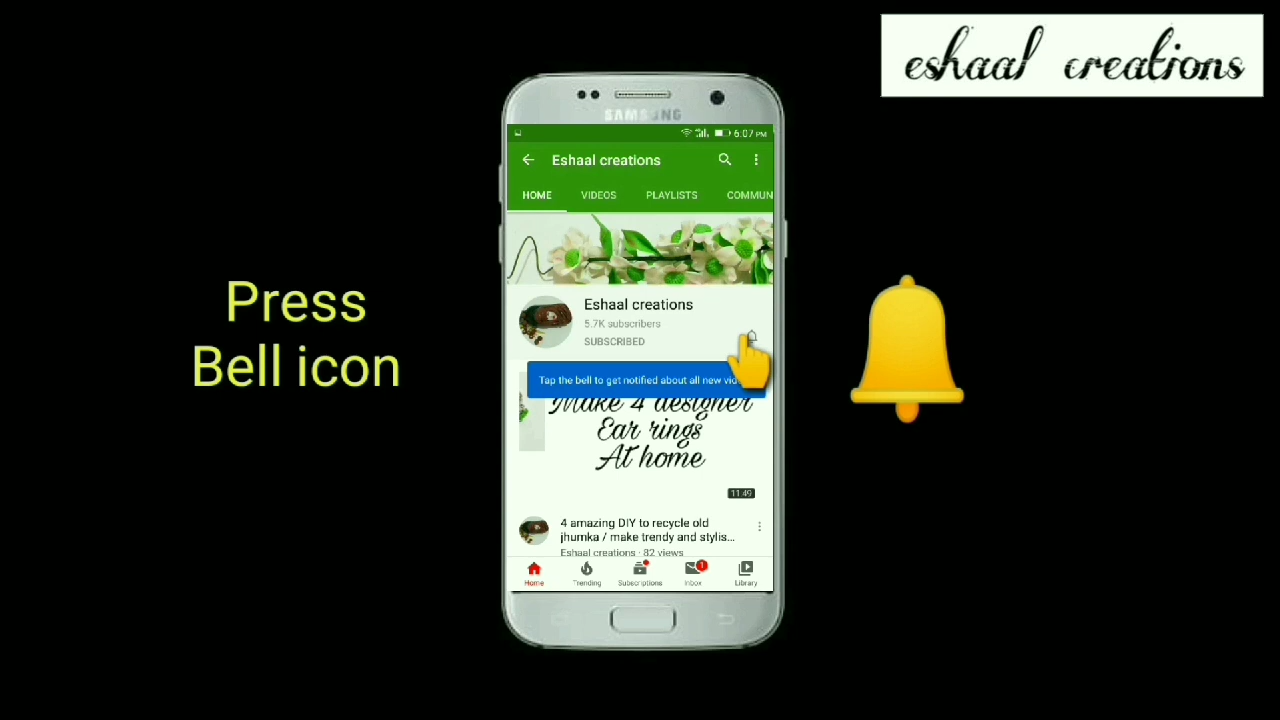 eshaal creations
SAMSUNG
6:07 PM
Eshaal creations
HOME VIDEOS PLAYLISTS COMMUN
Eshaal creations
5.7K subscribers
SUBSCRIBED
Tap the bell to get notified about all new vid
Make 4 designer
Ear rings
At home
11:49
4 amazing DIY to recycle old
jhumka / make trendy and stylis...
Eshaal creations · 82 views
Home Trending Subscriptions Inbox 1 Library
Press
Bell icon